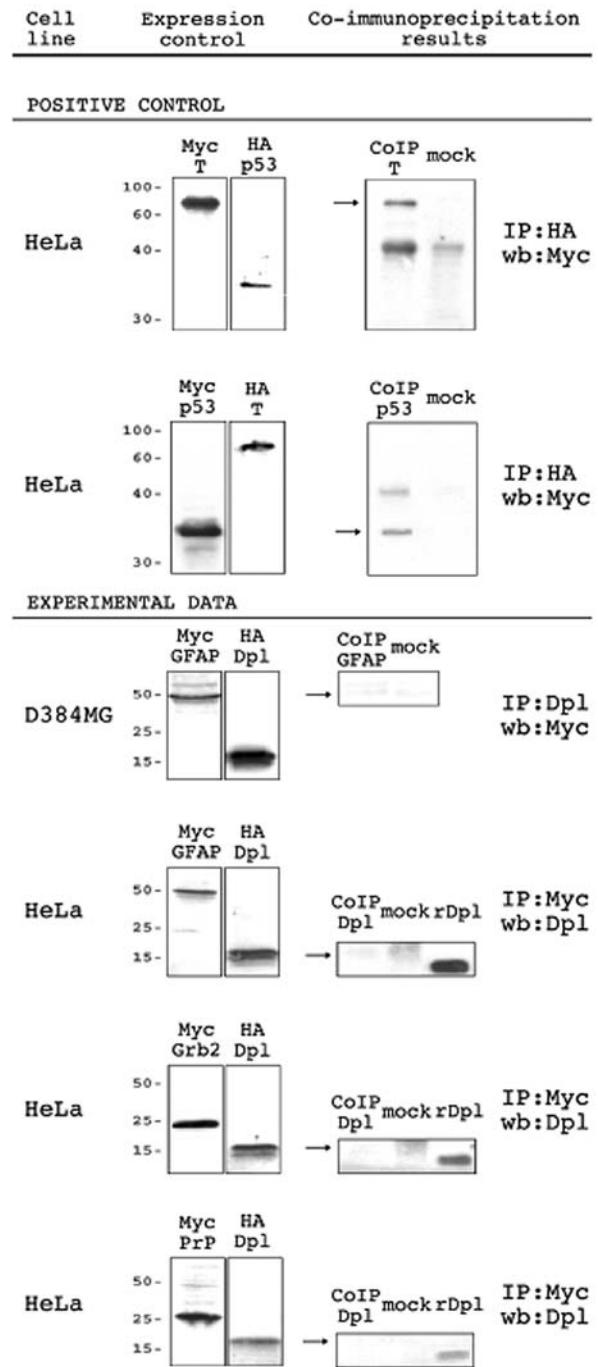 Cell Expression Co-immunoprecipitation
line control results
POSITIVE CONTROL
Myc HA
T p53
CoIP mock
T
100-
60-
40-
30-
HeLa
IP:HA
wb:Myc
Myc HA
p53 T
CoIP mock
p53
100-
60-
40-
30-
HeLa
IP:HA
wb:Myc
EXPERIMENTAL DATA
Myc HA
GFAP Dpl
CoIP mock
GFAP
50-
25-
15-
D384MG
IP:Dpl
wb:Myc
Myc HA
GFAP Dpl
50-
25-
15-
HeLa
CoIP mock rDpl
Dpl
IP:Myc
wb:Dpl
Myc HA
Grb2 Dpl
50-
25-
15-
HeLa
CoIP mock rDpl
Dpl
IP:Myc
wb:Dpl
Myc HA
PrP Dpl
50-
25-
15-
HeLa
CoIP mock rDpl
Dpl
IP:Myc
wb:Dpl